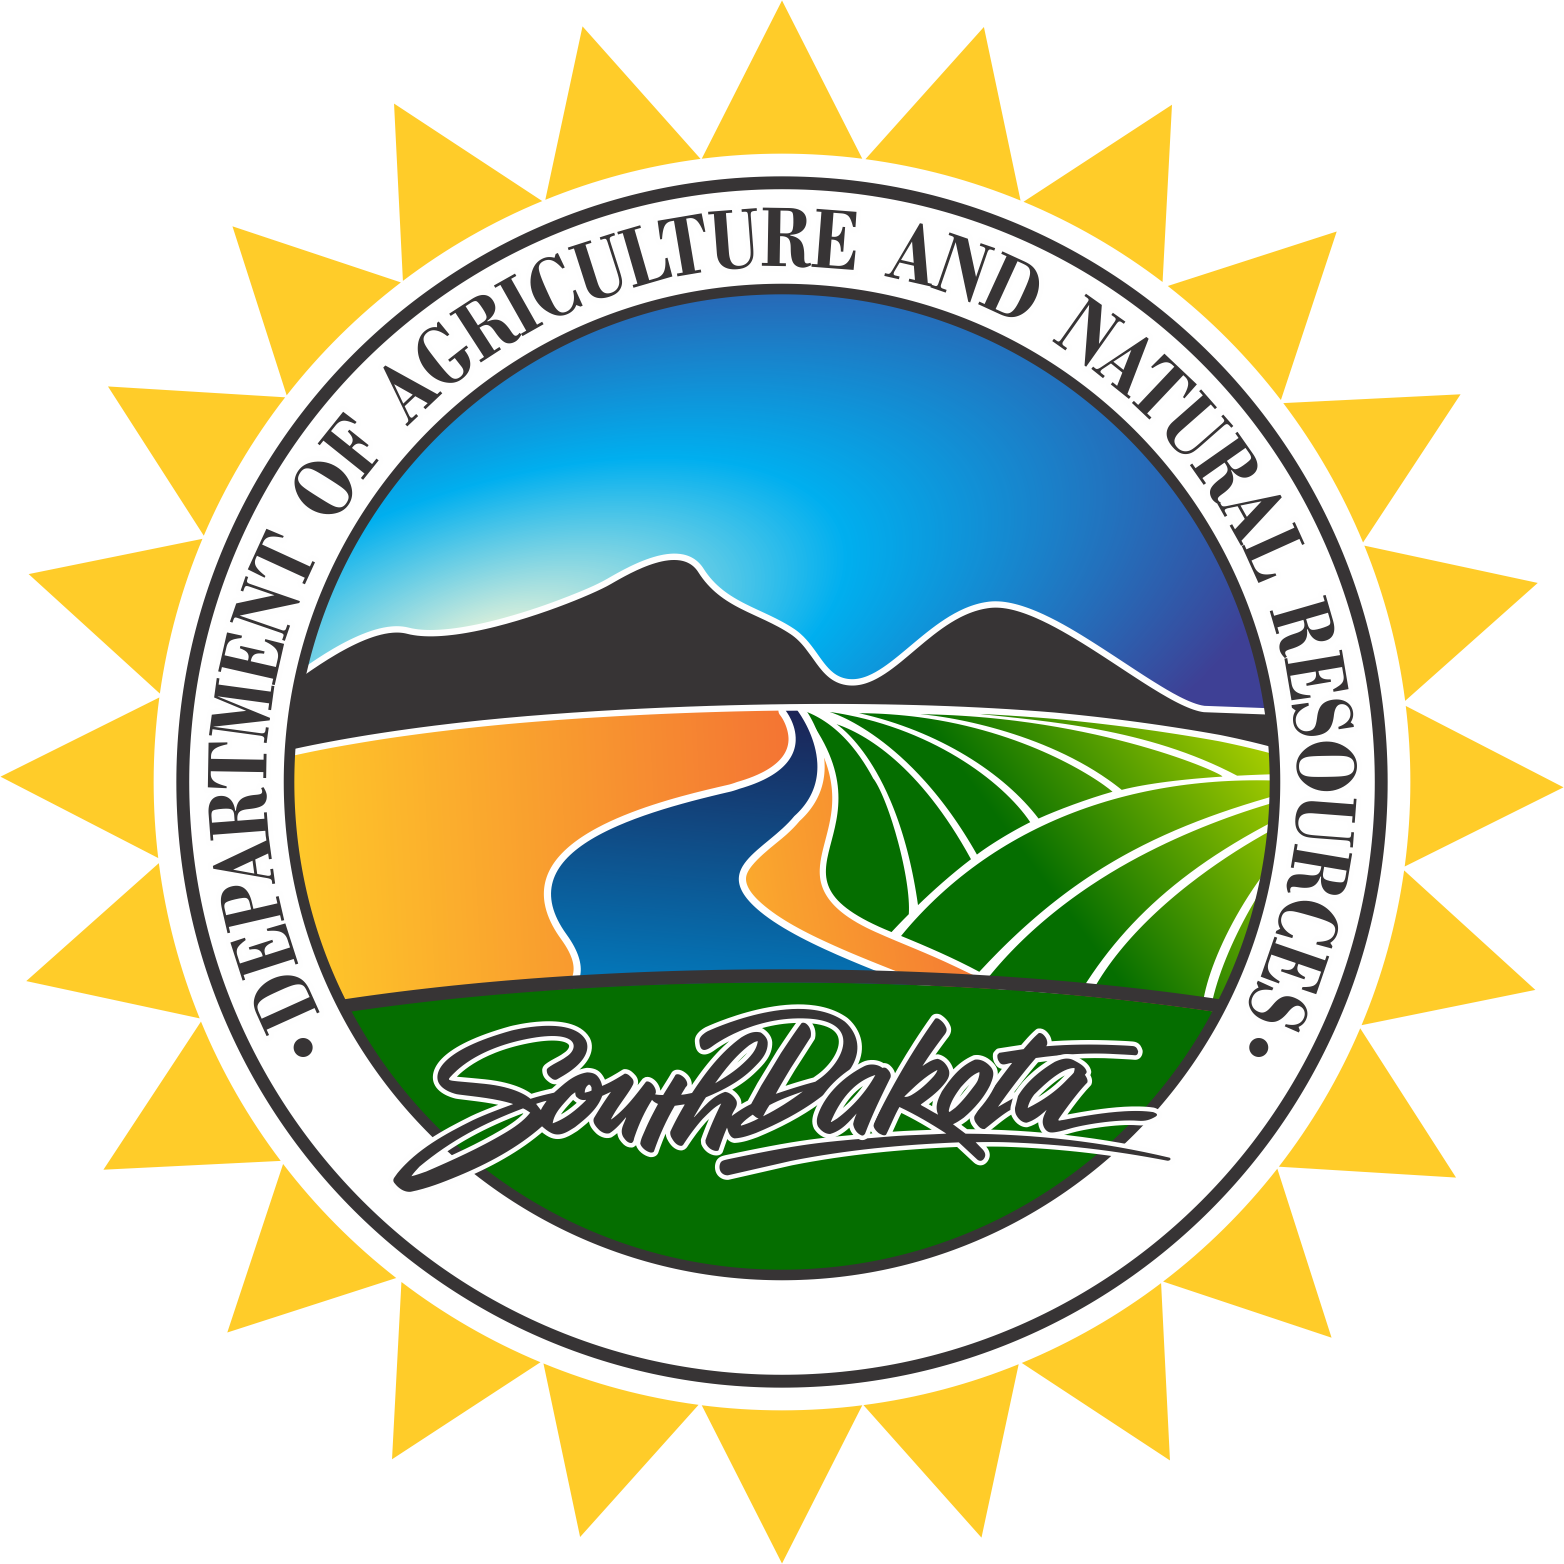 • DEPARTMENT OF AGRICULTURE AND NATURAL RESOURCES •
South Dakota